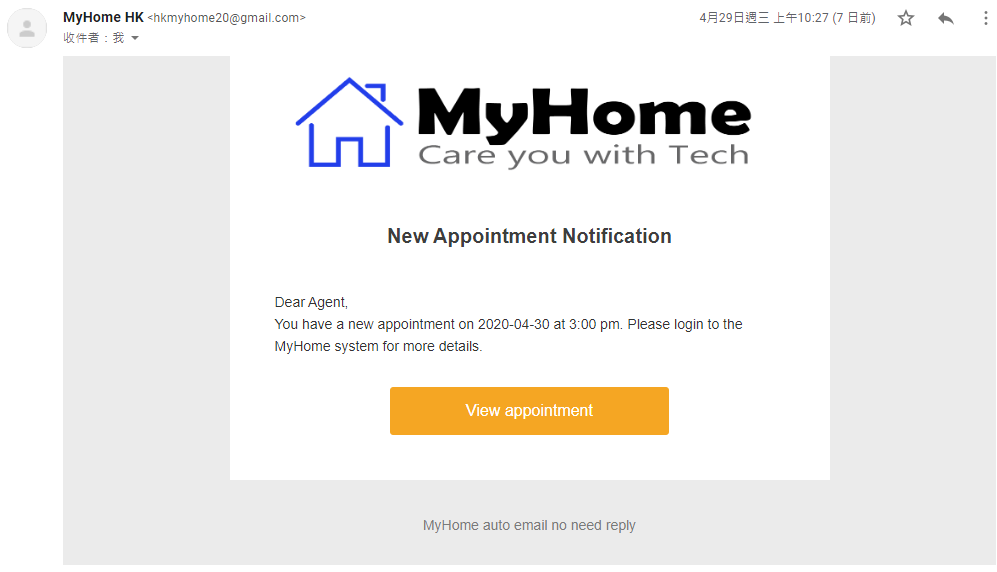 MyHome HK <hkmyhome20@gmail.com>
4月29日週三 上午10:27 (7 日前)
收件者：我
MyHome
Care you with Tech
New Appointment Notification
Dear Agent,
You have a new appointment on 2020-04-30 at 3:00 pm. Please login to the
MyHome system for more details.
View appointment
MyHome auto email no need reply